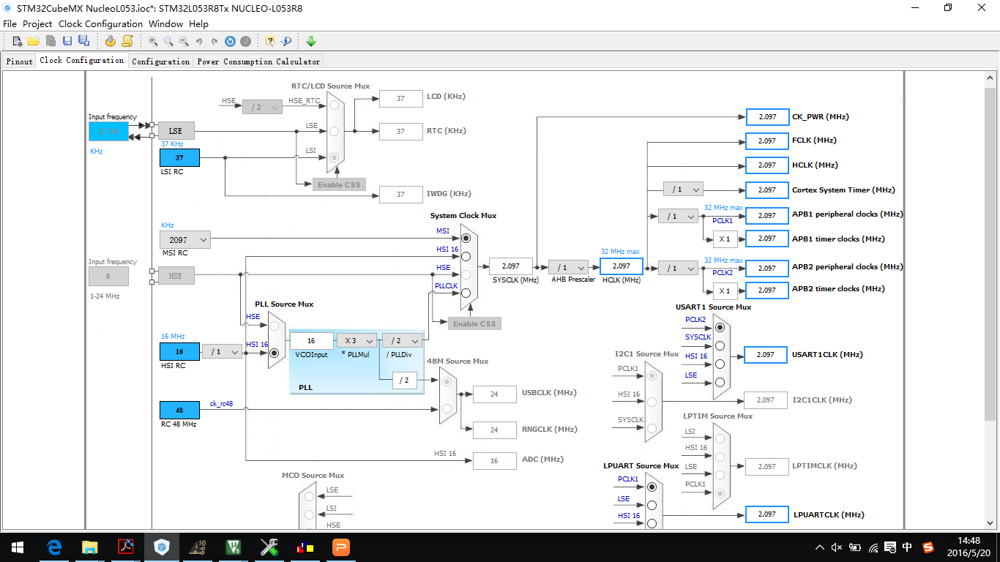 STM32CubeMX NucleoL053.ioc*: STM32L053R8Tx NUCLEO-L053R8
File Project Clock Configuration Window Help
Pinout Clock Configuration Configuration Power Consumption Calculator
RTC/LCD Source Mux
HSE
/ 2
HSE_RTC
37
LCD (KHz)
Input frequency
32.768
KHz
LSE
LSE
37
RTC (KHz)
37 KHz
37
LSI RC
LSI
Enable CSS
37
IWDG (KHz)
2.097
CK_PWR (MHz)
2.097
FCLK (MHz)
2.097
HCLK (MHz)
/ 1
2.097
Cortex System Timer (MHz)
/ 1
32 MHz max
PCLK1
2.097
APB1 peripheral clocks (MHz)
X 1
2.097
APB1 timer clocks (MHz)
System Clock Mux
KHz
2097
MSI RC
MSI
HSI 16
HSE
PLLCLK
2.097
SYSCLK (MHz)
/ 1
AHB Prescaler
32 MHz max
2.097
HCLK (MHz)
/ 1
32 MHz max
PCLK2
2.097
APB2 peripheral clocks (MHz)
X 1
2.097
APB2 timer clocks (MHz)
Input frequency
8
1-24 MHz
HSE
Enable CSS
PLL Source Mux
HSE
HSI 16
16 MHz
16
HSI RC
/ 1
16
VCOInput
X 3
* PLLMul
/ 2
/ PLLDiv
/ 2
PLL
48M Source Mux
24
USBCLK (MHz)
48
RC 48 MHz
ck_rc48
24
RNGCLK (MHz)
HSI 16
16
ADC (MHz)
USART1 Source Mux
PCLK2
SYSCLK
HSI 16
LSE
2.097
USART1CLK (MHz)
I2C1 Source Mux
PCLK1
HSI 16
SYSCLK
2.097
I2C1CLK (MHz)
LPTIM Source Mux
LSI
HSI 16
LSE
PCLK1
2.097
LPTIMCLK (MHz)
LPUART Source Mux
PCLK1
LSE
HSI 16
2.097
LPUARTCLK (MHz)
MCO Source Mux
LSE
LSI
HSE
中
14:48
2016/5/20